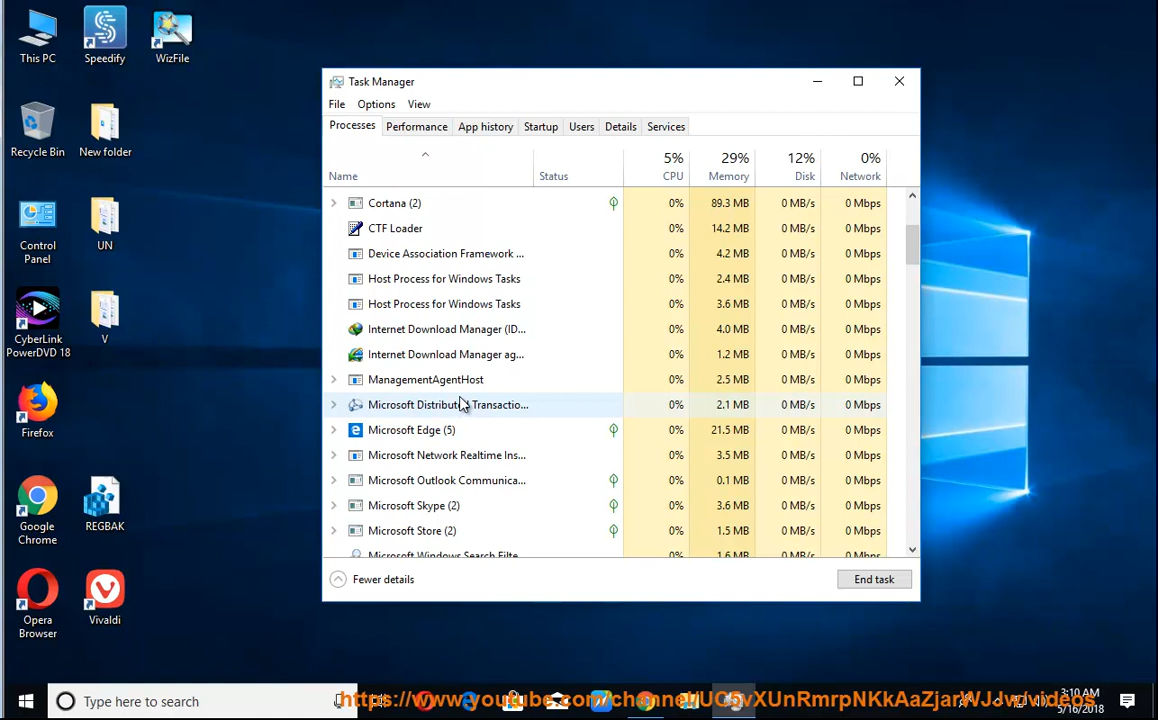 This PC
Speedify
WizFile
Recycle Bin
New folder
Control
Panel
UN
CyberLink
PowerDVD 18
V
Firefox
Google
Chrome
REGBAK
Opera
Browser
Vivaldi
Task Manager
File Options View
Processes Performance App history Startup Users Details Services
5% 29% 12% 0%
Name Status CPU Memory Disk Network
Cortana (2) 0% 89.3 MB 0 MB/s 0 Mbps
CTF Loader 0% 14.2 MB 0 MB/s 0 Mbps
Device Association Framework ... 0% 4.2 MB 0 MB/s 0 Mbps
Host Process for Windows Tasks 0% 2.4 MB 0 MB/s 0 Mbps
Host Process for Windows Tasks 0% 3.6 MB 0 MB/s 0 Mbps
Internet Download Manager (ID... 0% 4.0 MB 0 MB/s 0 Mbps
Internet Download Manager ag... 0% 1.2 MB 0 MB/s 0 Mbps
ManagementAgentHost 0% 2.5 MB 0 MB/s 0 Mbps
Microsoft Distributed Transactio... 0% 2.1 MB 0 MB/s 0 Mbps
Microsoft Edge (5) 0% 21.5 MB 0 MB/s 0 Mbps
Microsoft Network Realtime Ins... 0% 3.5 MB 0 MB/s 0 Mbps
Microsoft Outlook Communica... 0% 0.1 MB 0 MB/s 0 Mbps
Microsoft Skype (2) 0% 3.6 MB 0 MB/s 0 Mbps
Microsoft Store (2) 0% 1.5 MB 0 MB/s 0 Mbps
Microsoft Windows Search Filte... 0% 1.6 MB 0 MB/s 0 Mbps
Fewer details End task
Type here to search
https://www.youtube.com/channel/UC5vXUnRmrpNKkAaZjarWJJw/videos
3:10 AM
5/16/2018